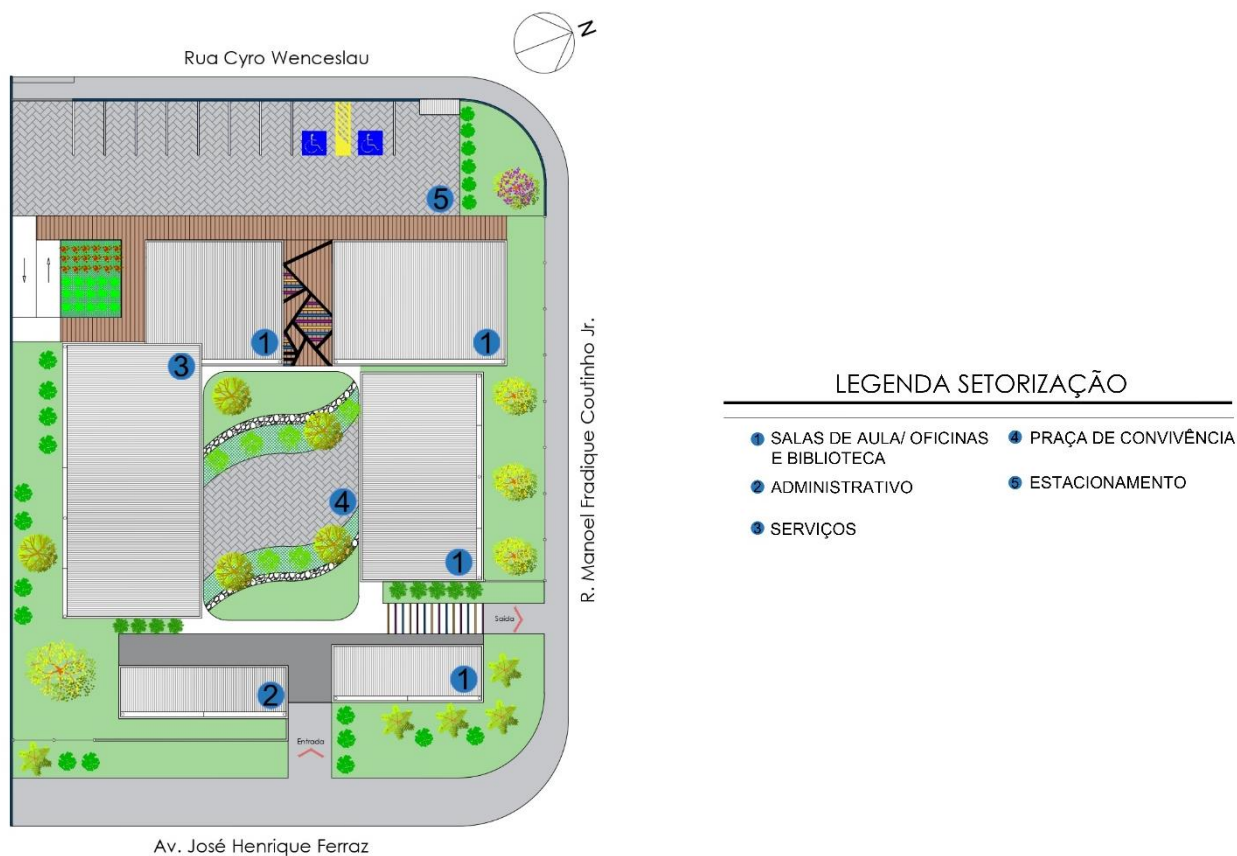 N
Rua Cyro Wenceslau
5
1
1
3
4
1
Saída
1
2
Entrada
R. Manoel Fradique Coutinho Jr.
Av. José Henrique Ferraz
LEGENDA SETORIZAÇÃO
1 SALAS DE AULA/ OFICINAS
E BIBLIOTECA
2 ADMINISTRATIVO
3 SERVIÇOS
4 PRAÇA DE CONVIVÊNCIA
5 ESTACIONAMENTO